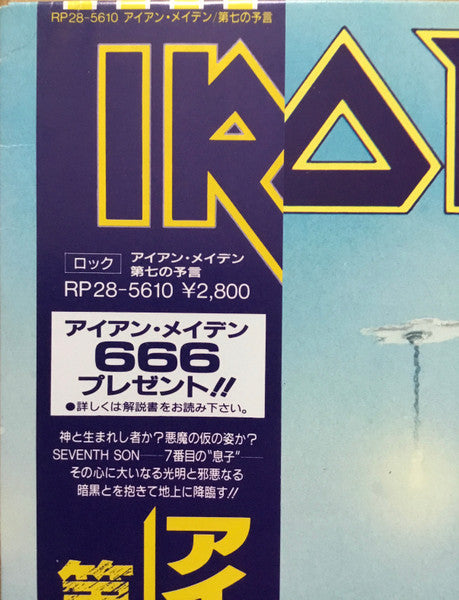 RP28-5610 アイアン・メイデン/第七の予言
IRO
ロック
アイアン・メイデン
第七の予言
RP28-5610 ¥2,800
アイアン・メイデン
666
プレゼント!!
●詳しくは解説書をお読み下さい。
神と生まれし者か?悪魔の仮の姿か?
SEVENTH SON——7番目の"息子"——
その心に大いなる光明と邪悪なる
暗黒とを抱きて地上に降臨す!!
アイ
第